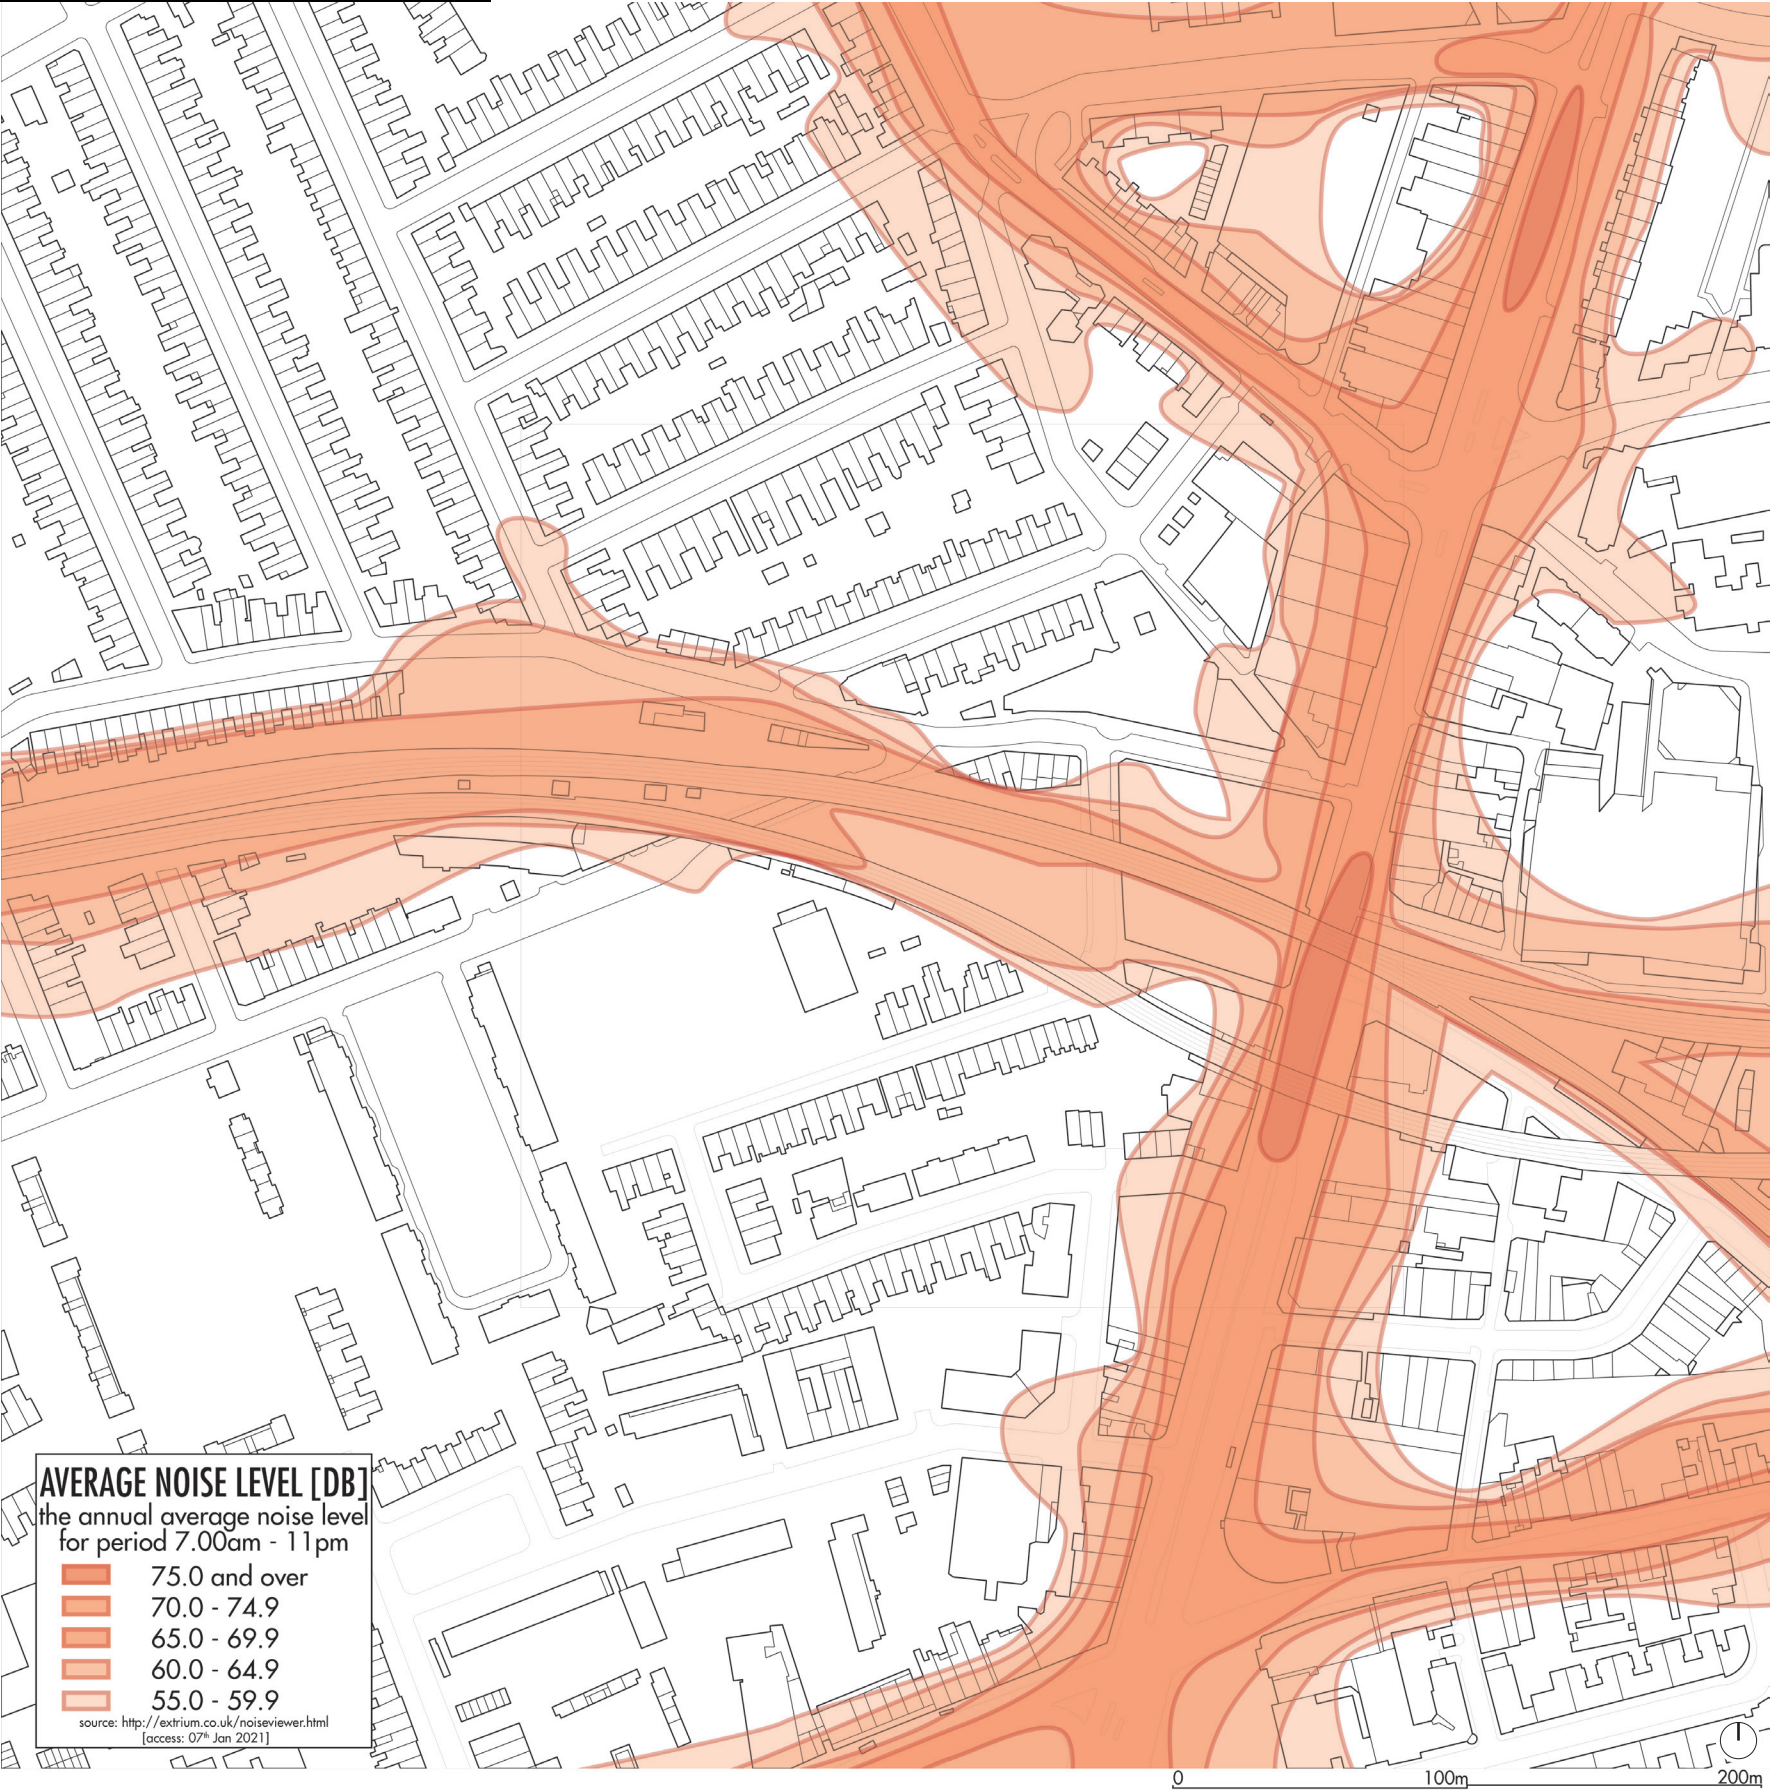 AVERAGE NOISE LEVEL [DB]
the annual average noise level
for period 7.00am - 11pm
75.0 and over
70.0 - 74.9
65.0 - 69.9
60.0 - 64.9
55.0 - 59.9
source: http://extrium.co.uk/noiseviewer.html
[access: 07th Jan 2021]
0 100m 200m